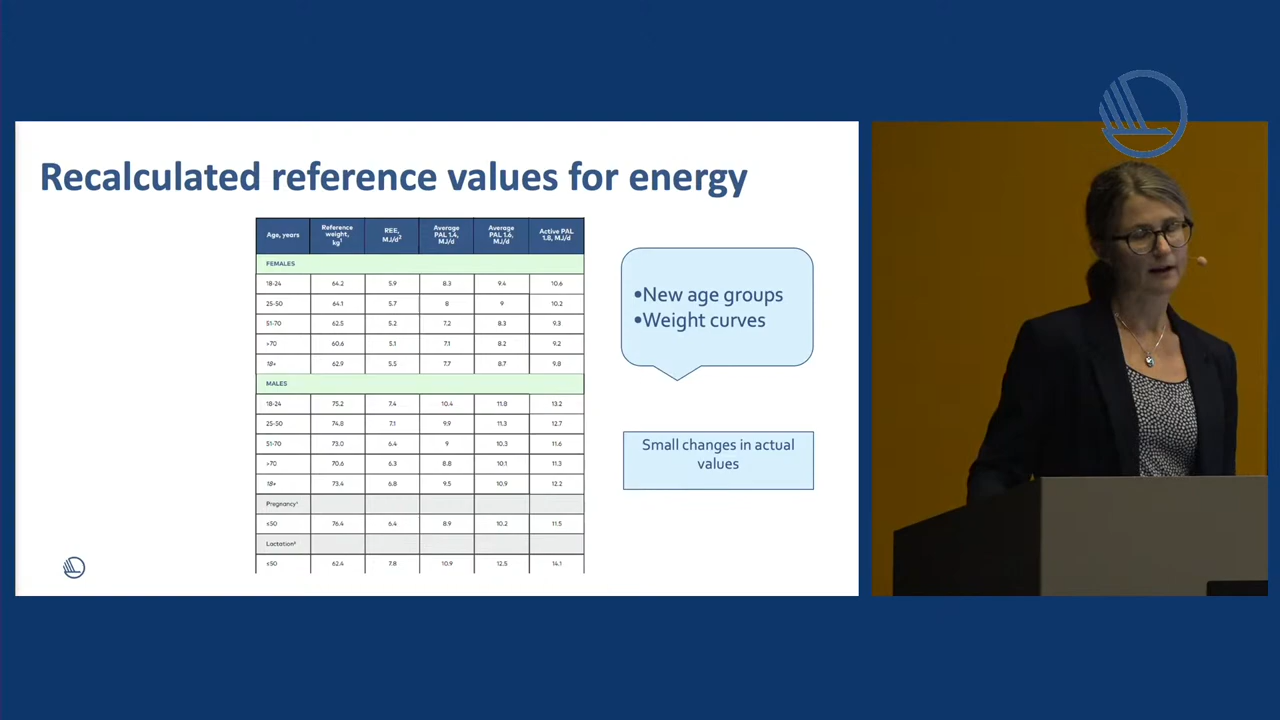 Recalculated reference values for energy
Age, years Reference weight, kg¹ REE, MJ/d² Average PAL 1.4, MJ/d Average PAL 1.6, MJ/d Active PAL 1.8, MJ/d
FEMALES
18-24 64.2 5.9 8.3 9.4 10.6
25-50 64.1 5.7 8 9 10.2
51-70 62.5 5.2 7.2 8.3 9.3
>70 60.6 5.1 7.1 8.2 9.2
18+ 62.9 5.5 7.7 8.7 9.8
MALES
18-24 75.2 7.4 10.4 11.8 13.2
25-50 74.8 7.1 9.9 11.3 12.7
51-70 73.0 6.4 9 10.3 11.6
>70 70.6 6.3 8.8 10.1 11.3
18+ 73.4 6.8 9.5 10.9 12.2
Pregnancy
≤50 76.4 6.4 8.9 10.2 11.5
Lactation
≤50 62.4 7.8 10.9 12.5 14.1
•New age groups
•Weight curves
Small changes in actual
values